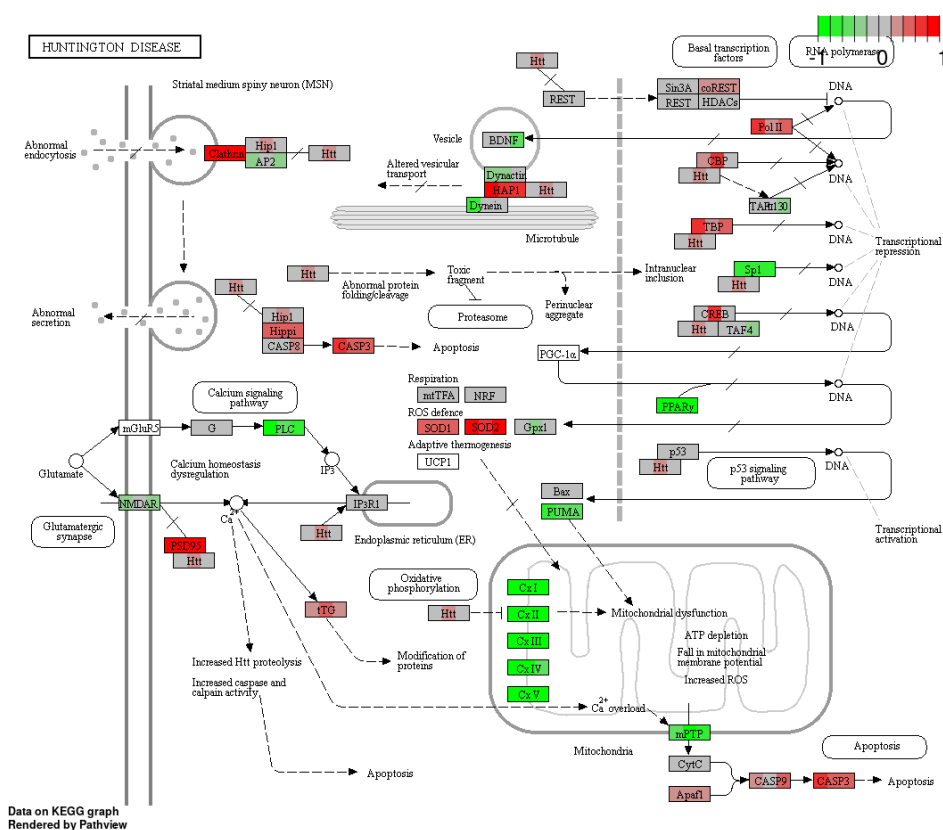 HUNTINGTON DISEASE
Striatal medium spiny neuron (MSN)
Basal transcription
factors
RNA polymerase
-1
0
1
Htt
REST
Sin3A
coREST
REST
HDACs
DNA
Abnormal
endocytosis
Clathrin
Hip1
AP2
Htt
Vesicle
BDNF
Pol II
Altered vesicular
transport
Dynactin
HAP1
Htt
Dynein
Microtubule
CBP
Htt
DNA
TAFII130
TBP
Htt
DNA
Transcriptional
repression
Htt
Htt
Abnormal protein
folding/cleavage
Toxic
fragment
Intranuclear
inclusion
Sp1
Htt
DNA
Proteasome
Perinuclear
aggregate
Abnormal
secretion
Hip1
Hippi
CASP8
CASP3
Apoptosis
CREB
Htt
TAF4
DNA
PGC-1α
Respiration
mtTFA
NRF
PPARγ
DNA
Calcium signaling
pathway
ROS defence
SOD1
SOD2
Gpx1
mGluR5
G
PLC
Adaptive thermogenesis
UCP1
Glutamate
Calcium homeostasis
dysregulation
IP3
p53
Htt
DNA
p53 signaling
pathway
NMDAR
Ca2+
IP3R1
Bax
PUMA
Glutamatergic
synapse
PSD95
Htt
Htt
Endoplasmic reticulum (ER)
Transcriptional
activation
Oxidative
phosphorylation
Htt
CxI
CxII
CxIII
CxIV
CxV
Mitochondrial dysfunction
ATP depletion
Fall in mitochondrial
membrane potential
Increased ROS
tTG
Increased Htt proteolysis
Increased caspase and
calpain activity
Modification of
proteins
Ca2+ overload
mPTP
Mitochondria
Apoptosis
Apoptosis
CytC
Apaf1
CASP9
CASP3
Apoptosis
Data on KEGG graph
Rendered by Pathview